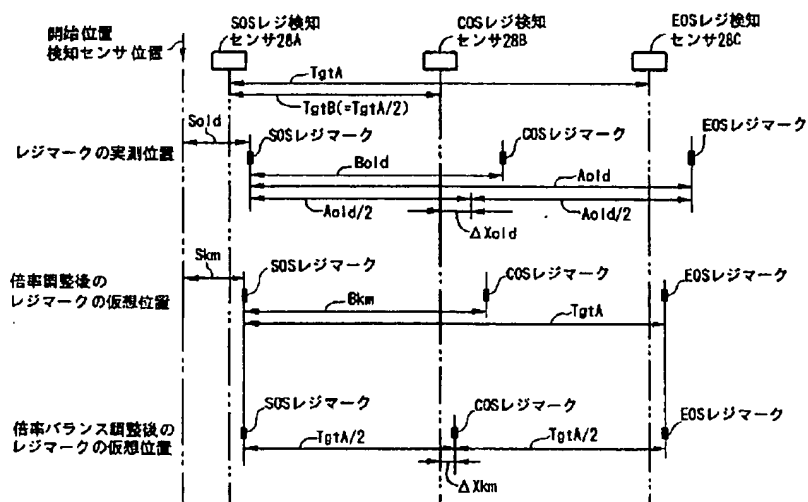 開始位置
検知センサ位置
SOSレジ検知
センサ28A
COSレジ検知
センサ28B
EOSレジ検知
センサ28C
TgtA
TgtB(=TgtA/2)
Sold
レジマークの実測位置
SOSレジマーク
COSレジマーク
EOSレジマーク
Bold
Aold
Aold/2
Aold/2
ΔXold
Skm
倍率調整後の
レジマークの仮想位置
SOSレジマーク
COSレジマーク
EOSレジマーク
Bkm
TgtA
倍率バランス調整後の
レジマークの仮想位置
SOSレジマーク
COSレジマーク
EOSレジマーク
TgtA/2
TgtA/2
ΔXkm